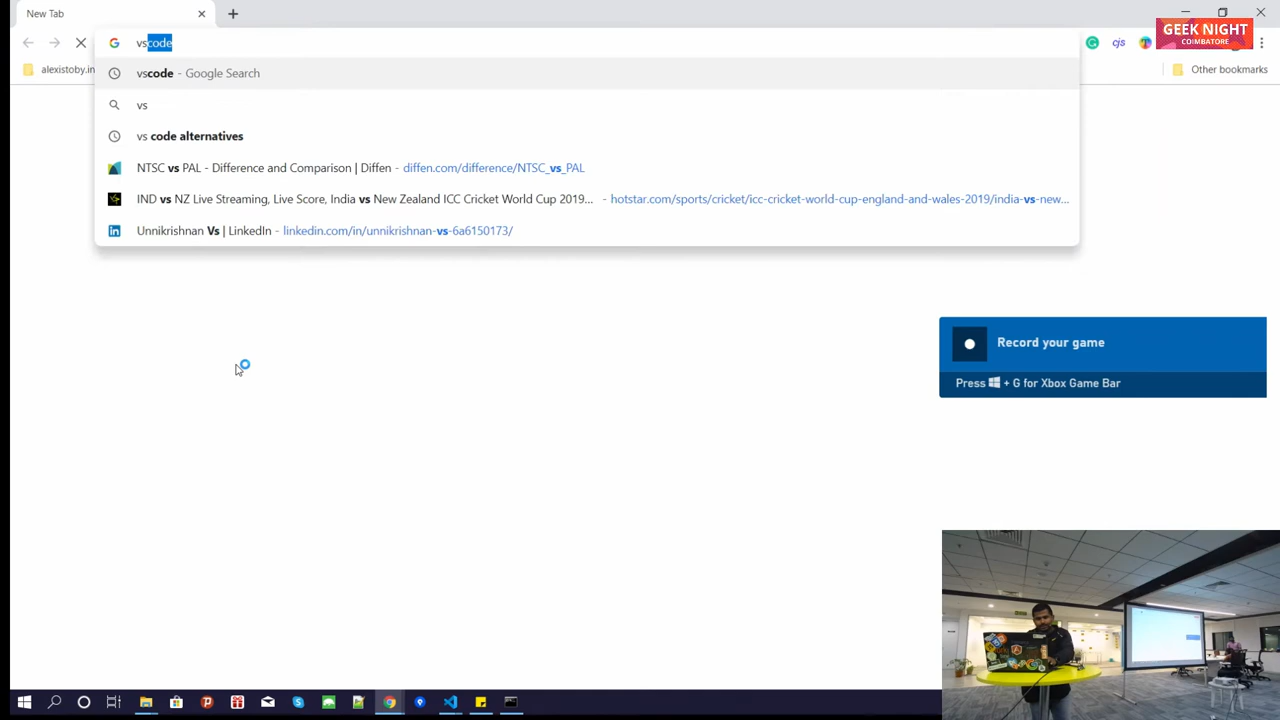 New Tab
GEEK NIGHT
COIMBATORE
vscode
cjs
alexistoby.in
Other bookmarks
vscode - Google Search
vs
vs code alternatives
NTSC vs PAL - Difference and Comparison | Diffen - diffen.com/difference/NTSC_vs_PAL
IND vs NZ Live Streaming, Live Score, India vs New Zealand ICC Cricket World Cup 2019... - hotstar.com/sports/cricket/icc-cricket-world-cup-england-and-wales-2019/india-vs-new...
Unnikrishnan Vs | LinkedIn - linkedin.com/in/unnikrishnan-vs-6a6150173/
Record your game
Press + G for Xbox Game Bar